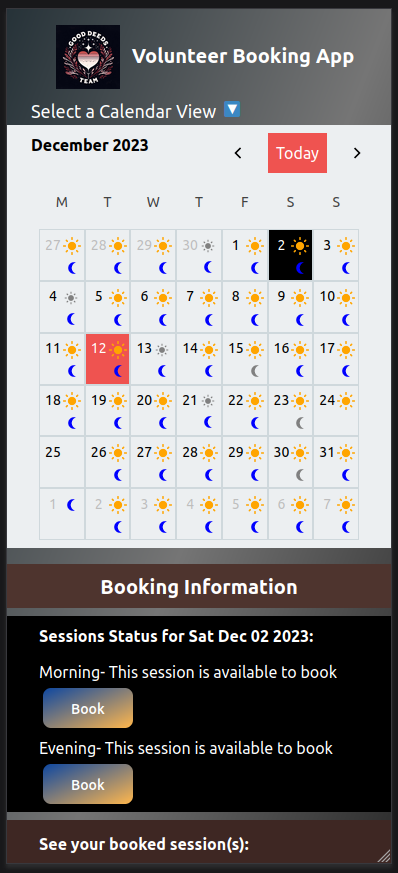 GOOD DEEDS
TEAM
Volunteer Booking App
Select a Calendar View
December 2023
Today
M T W T F S S
27 28 29 30 1 2 3
4 5 6 7 8 9 10
11 12 13 14 15 16 17
18 19 20 21 22 23 24
25 26 27 28 29 30 31
1 2 3 4 5 6 7
Booking Information
Sessions Status for Sat Dec 02 2023:
Morning- This session is available to book
Book
Evening- This session is available to book
Book
See your booked session(s):